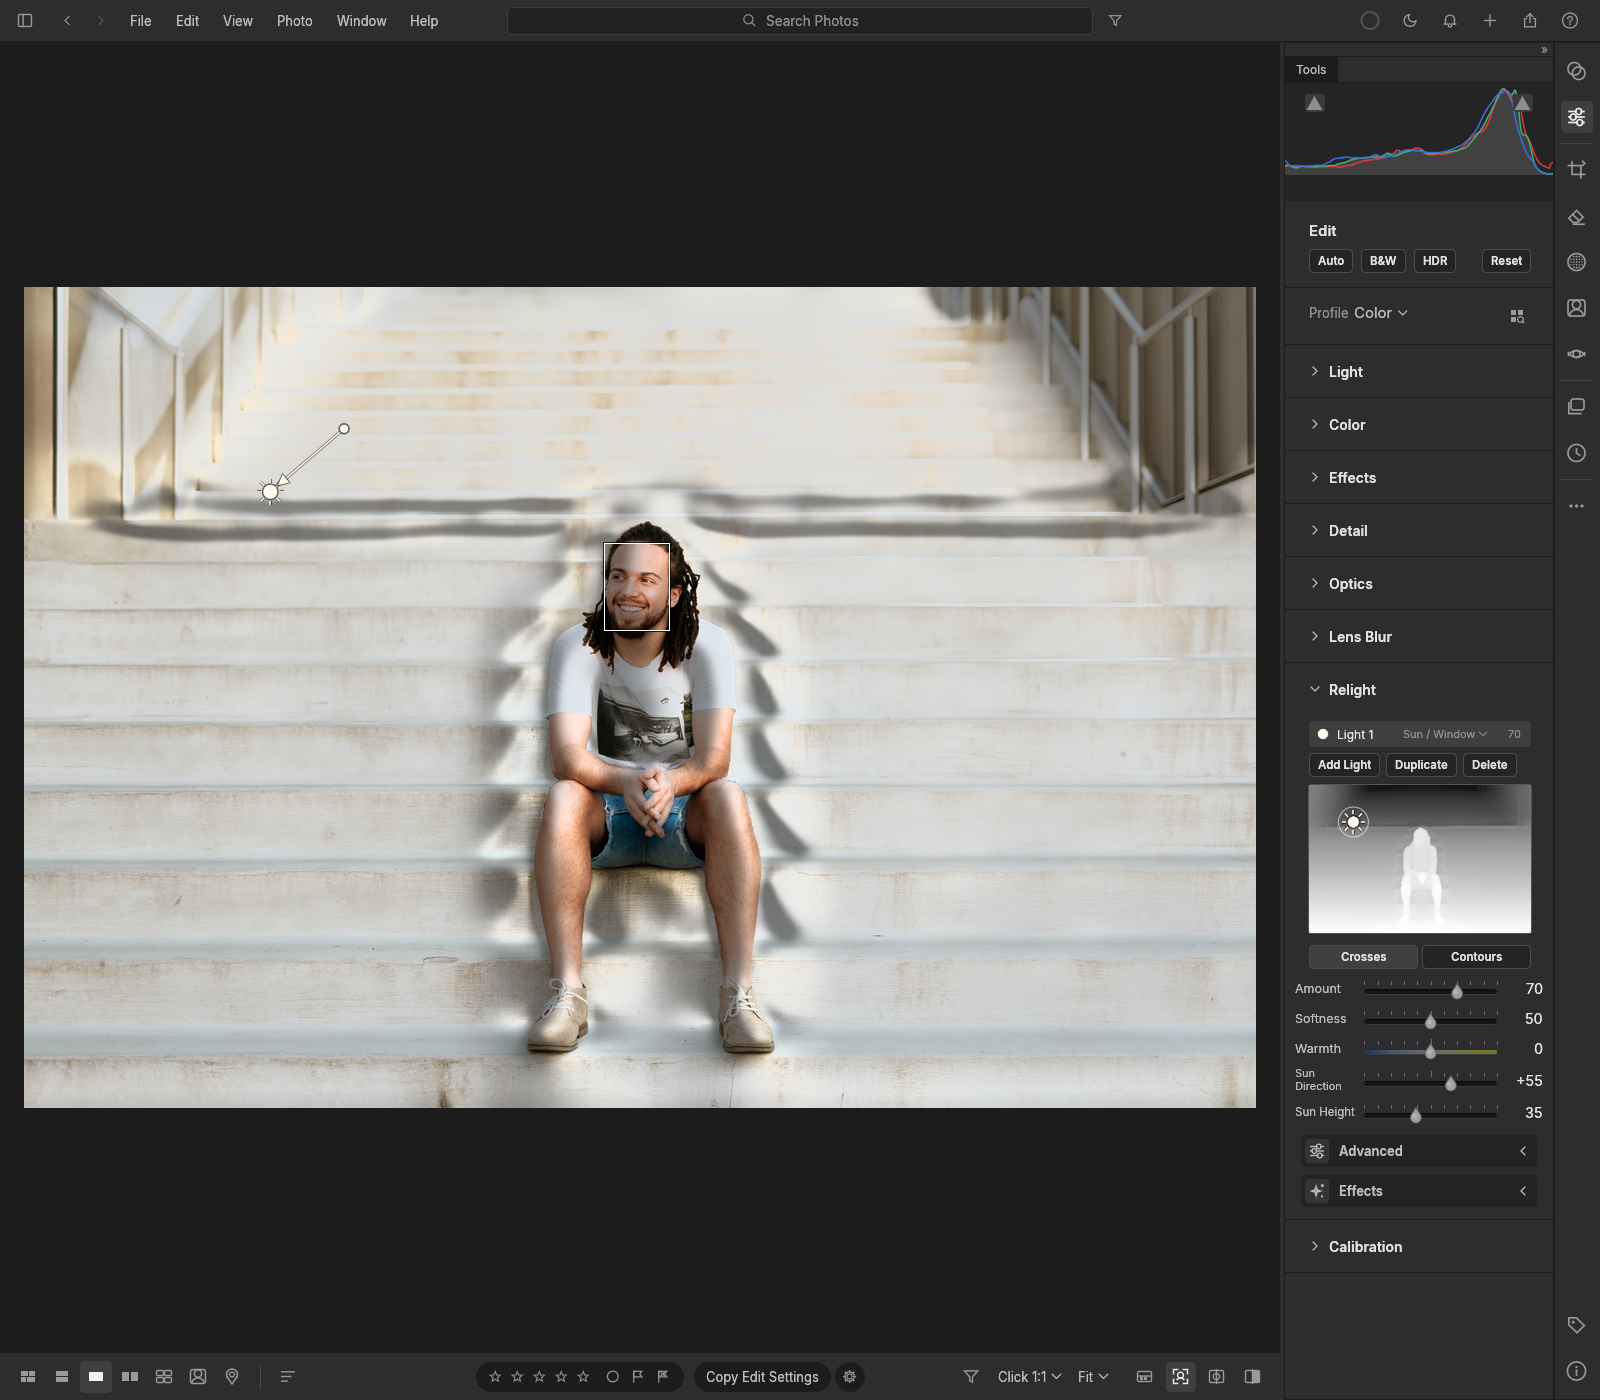 File Edit View Photo Window Help
Search Photos
Tools
Edit
Auto B&W HDR Reset
Profile Color
Light
Color
Effects
Detail
Optics
Lens Blur
Relight
Light 1 Sun / Window 70
Add Light Duplicate Delete
Crosses Contours
Amount 70
Softness 50
Warmth 0
Sun
Direction +55
Sun Height 35
Advanced
Effects
Calibration
Copy Edit Settings
Click 1:1
Fit